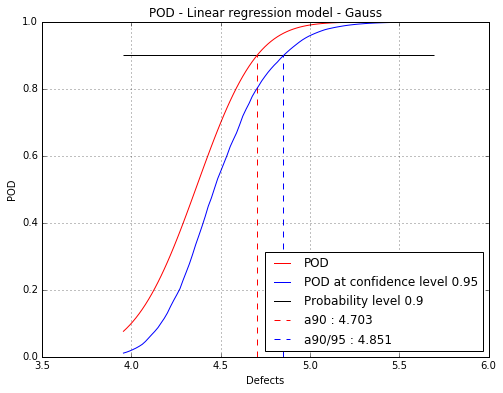 POD - Linear regression model - Gauss
1.0
0.8
0.6
0.4
0.2
0.0
POD
3.5 4.0 4.5 5.0 5.5 6.0
Defects
POD
POD at confidence level 0.95
Probability level 0.9
a90 : 4.703
a90/95 : 4.851